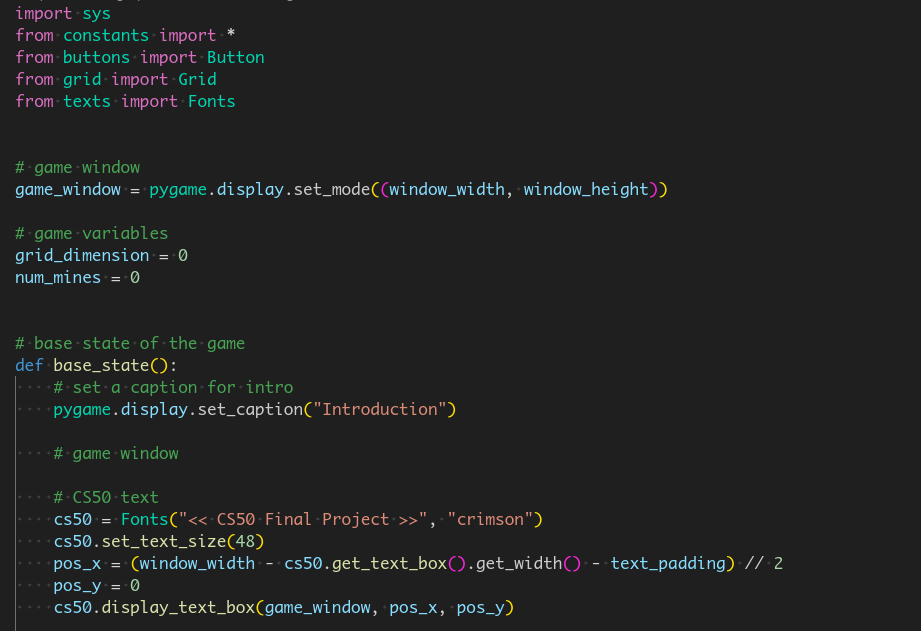 import sys
from constants import *
from buttons import Button
from grid import Grid
from texts import Fonts
# game window
game_window = pygame.display.set_mode((window_width, window_height))
# game variables
grid_dimension = 0
num_mines = 0
# base state of the game
def base_state():
    # set a caption for intro
    pygame.display.set_caption("Introduction")
    # game window
    # CS50 text
    cs50 = Fonts("<< CS50 Final Project >>", "crimson")
    cs50.set_text_size(48)
    pos_x = (window_width - cs50.get_text_box().get_width() - text_padding) // 2
    pos_y = 0
    cs50.display_text_box(game_window, pos_x, pos_y)